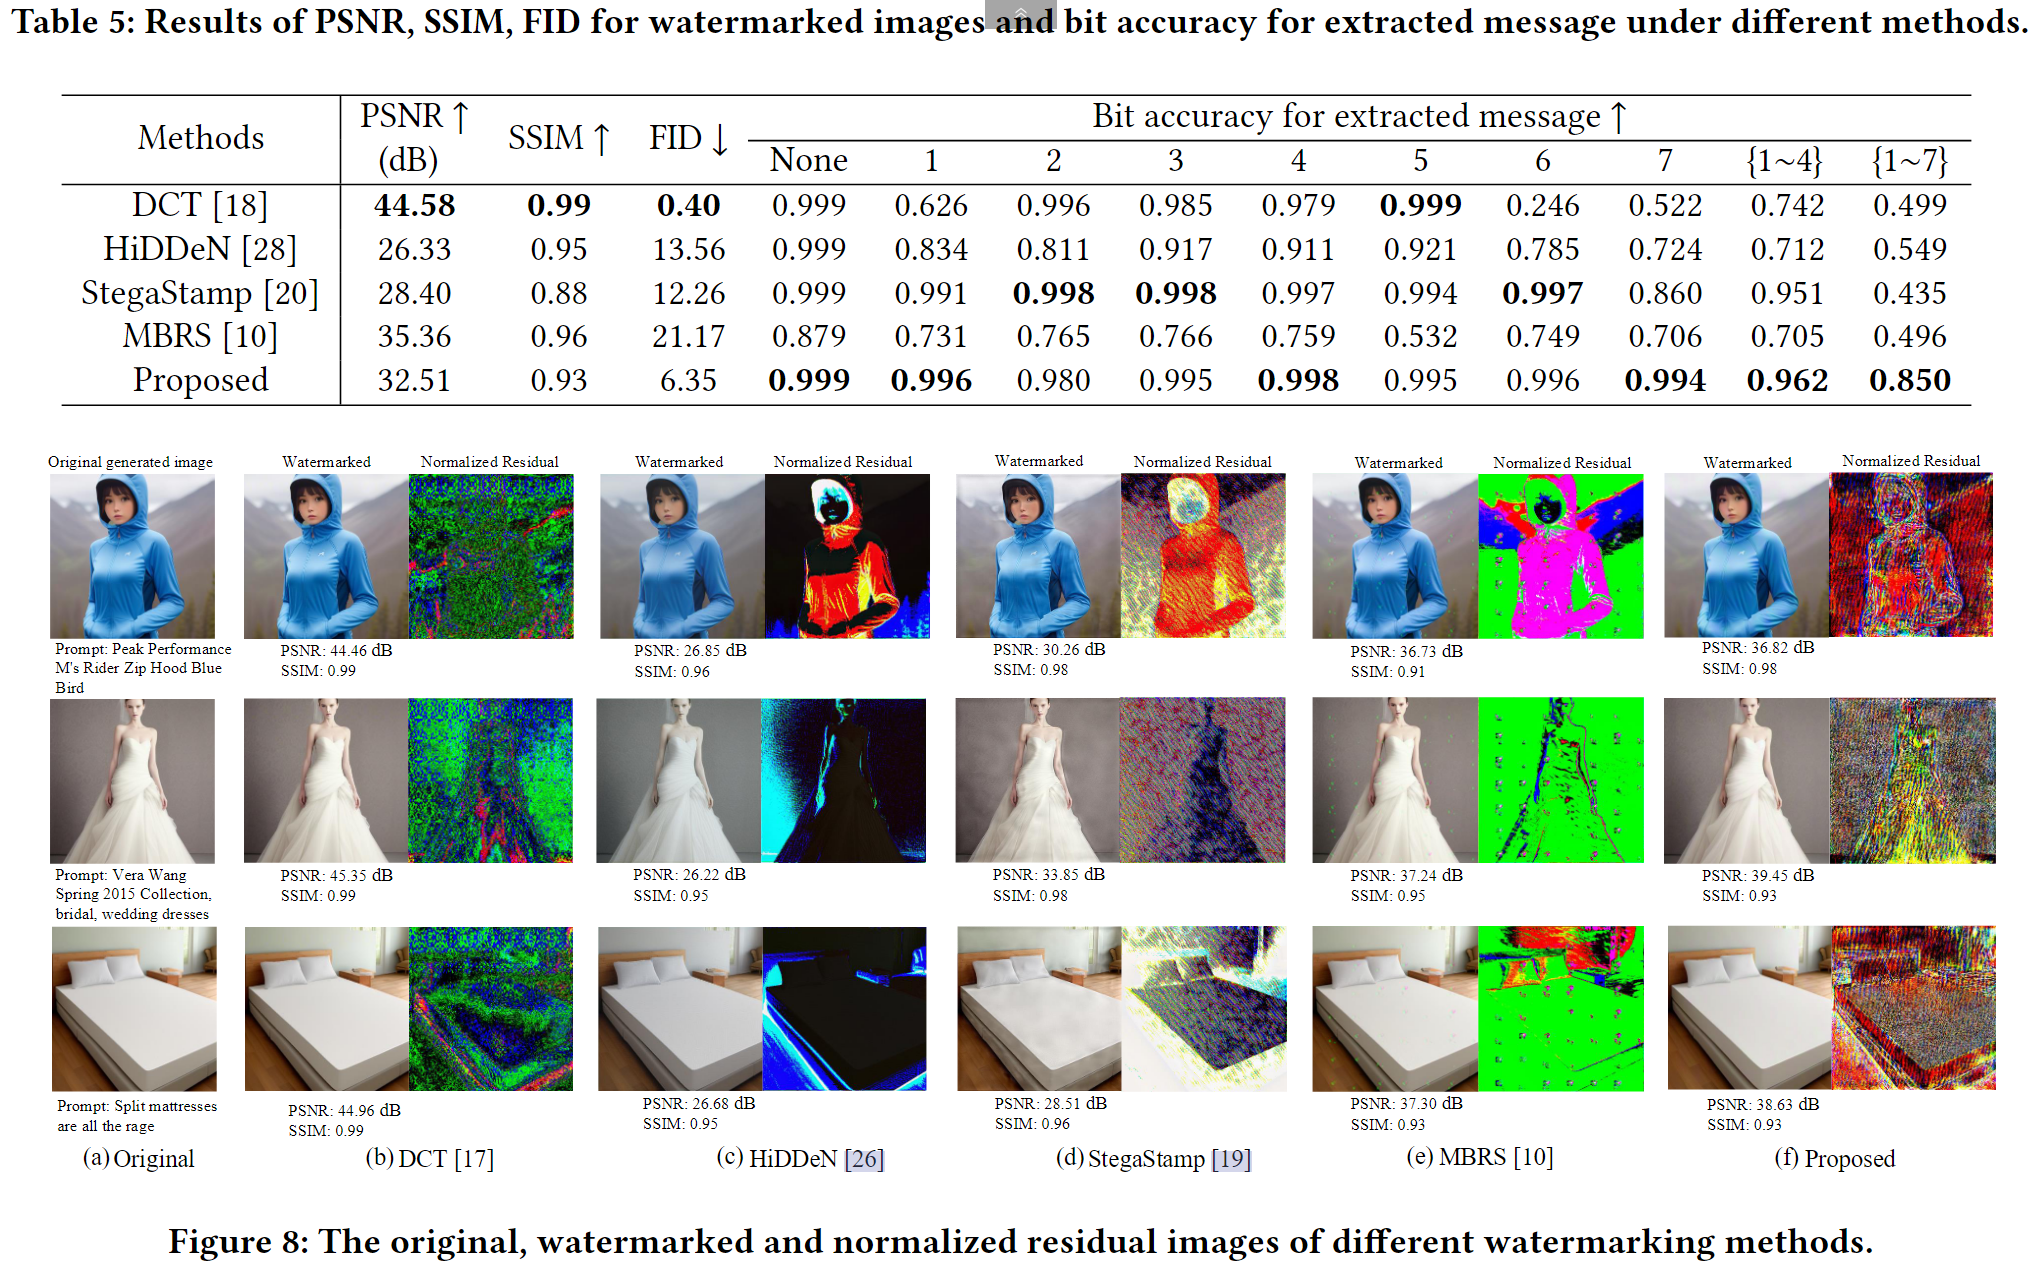 Table 5: Results of PSNR, SSIM, FID for watermarked images and bit accuracy for extracted message under different methods.
Methods PSNR ↑ (dB) SSIM ↑ FID ↓ Bit accuracy for extracted message ↑
None 1 2 3 4 5 6 7 {1~4} {1~7}
DCT [18] 44.58 0.99 0.40 0.999 0.626 0.996 0.985 0.979 0.999 0.246 0.522 0.742 0.499
HiDDeN [28] 26.33 0.95 13.56 0.999 0.834 0.811 0.917 0.911 0.921 0.785 0.724 0.712 0.549
StegaStamp [20] 28.40 0.88 12.26 0.999 0.991 0.998 0.998 0.997 0.994 0.997 0.860 0.951 0.435
MBRS [10] 35.36 0.96 21.17 0.879 0.731 0.765 0.766 0.759 0.532 0.749 0.706 0.705 0.496
Proposed 32.51 0.93 6.35 0.999 0.996 0.980 0.995 0.998 0.995 0.996 0.994 0.962 0.850
Original generated image Watermarked Normalized Residual Watermarked Normalized Residual Watermarked Normalized Residual Watermarked Normalized Residual Watermarked Normalized Residual
Prompt: Peak Performance
M's Rider Zip Hood Blue
Bird
PSNR: 44.46 dB
SSIM: 0.99
PSNR: 26.85 dB
SSIM: 0.96
PSNR: 30.26 dB
SSIM: 0.98
PSNR: 36.73 dB
SSIM: 0.91
PSNR: 36.82 dB
SSIM: 0.98
Prompt: Vera Wang
Spring 2015 Collection,
bridal, wedding dresses
PSNR: 45.35 dB
SSIM: 0.99
PSNR: 26.22 dB
SSIM: 0.95
PSNR: 33.85 dB
SSIM: 0.98
PSNR: 37.24 dB
SSIM: 0.95
PSNR: 39.45 dB
SSIM: 0.93
Prompt: Split mattresses
are all the rage
PSNR: 44.96 dB
SSIM: 0.99
PSNR: 26.68 dB
SSIM: 0.95
PSNR: 28.51 dB
SSIM: 0.96
PSNR: 37.30 dB
SSIM: 0.93
PSNR: 38.63 dB
SSIM: 0.93
(a) Original (b) DCT [17] (c) HiDDeN [26] (d) StegaStamp [19] (e) MBRS [10] (f) Proposed
Figure 8: The original, watermarked and normalized residual images of different watermarking methods.